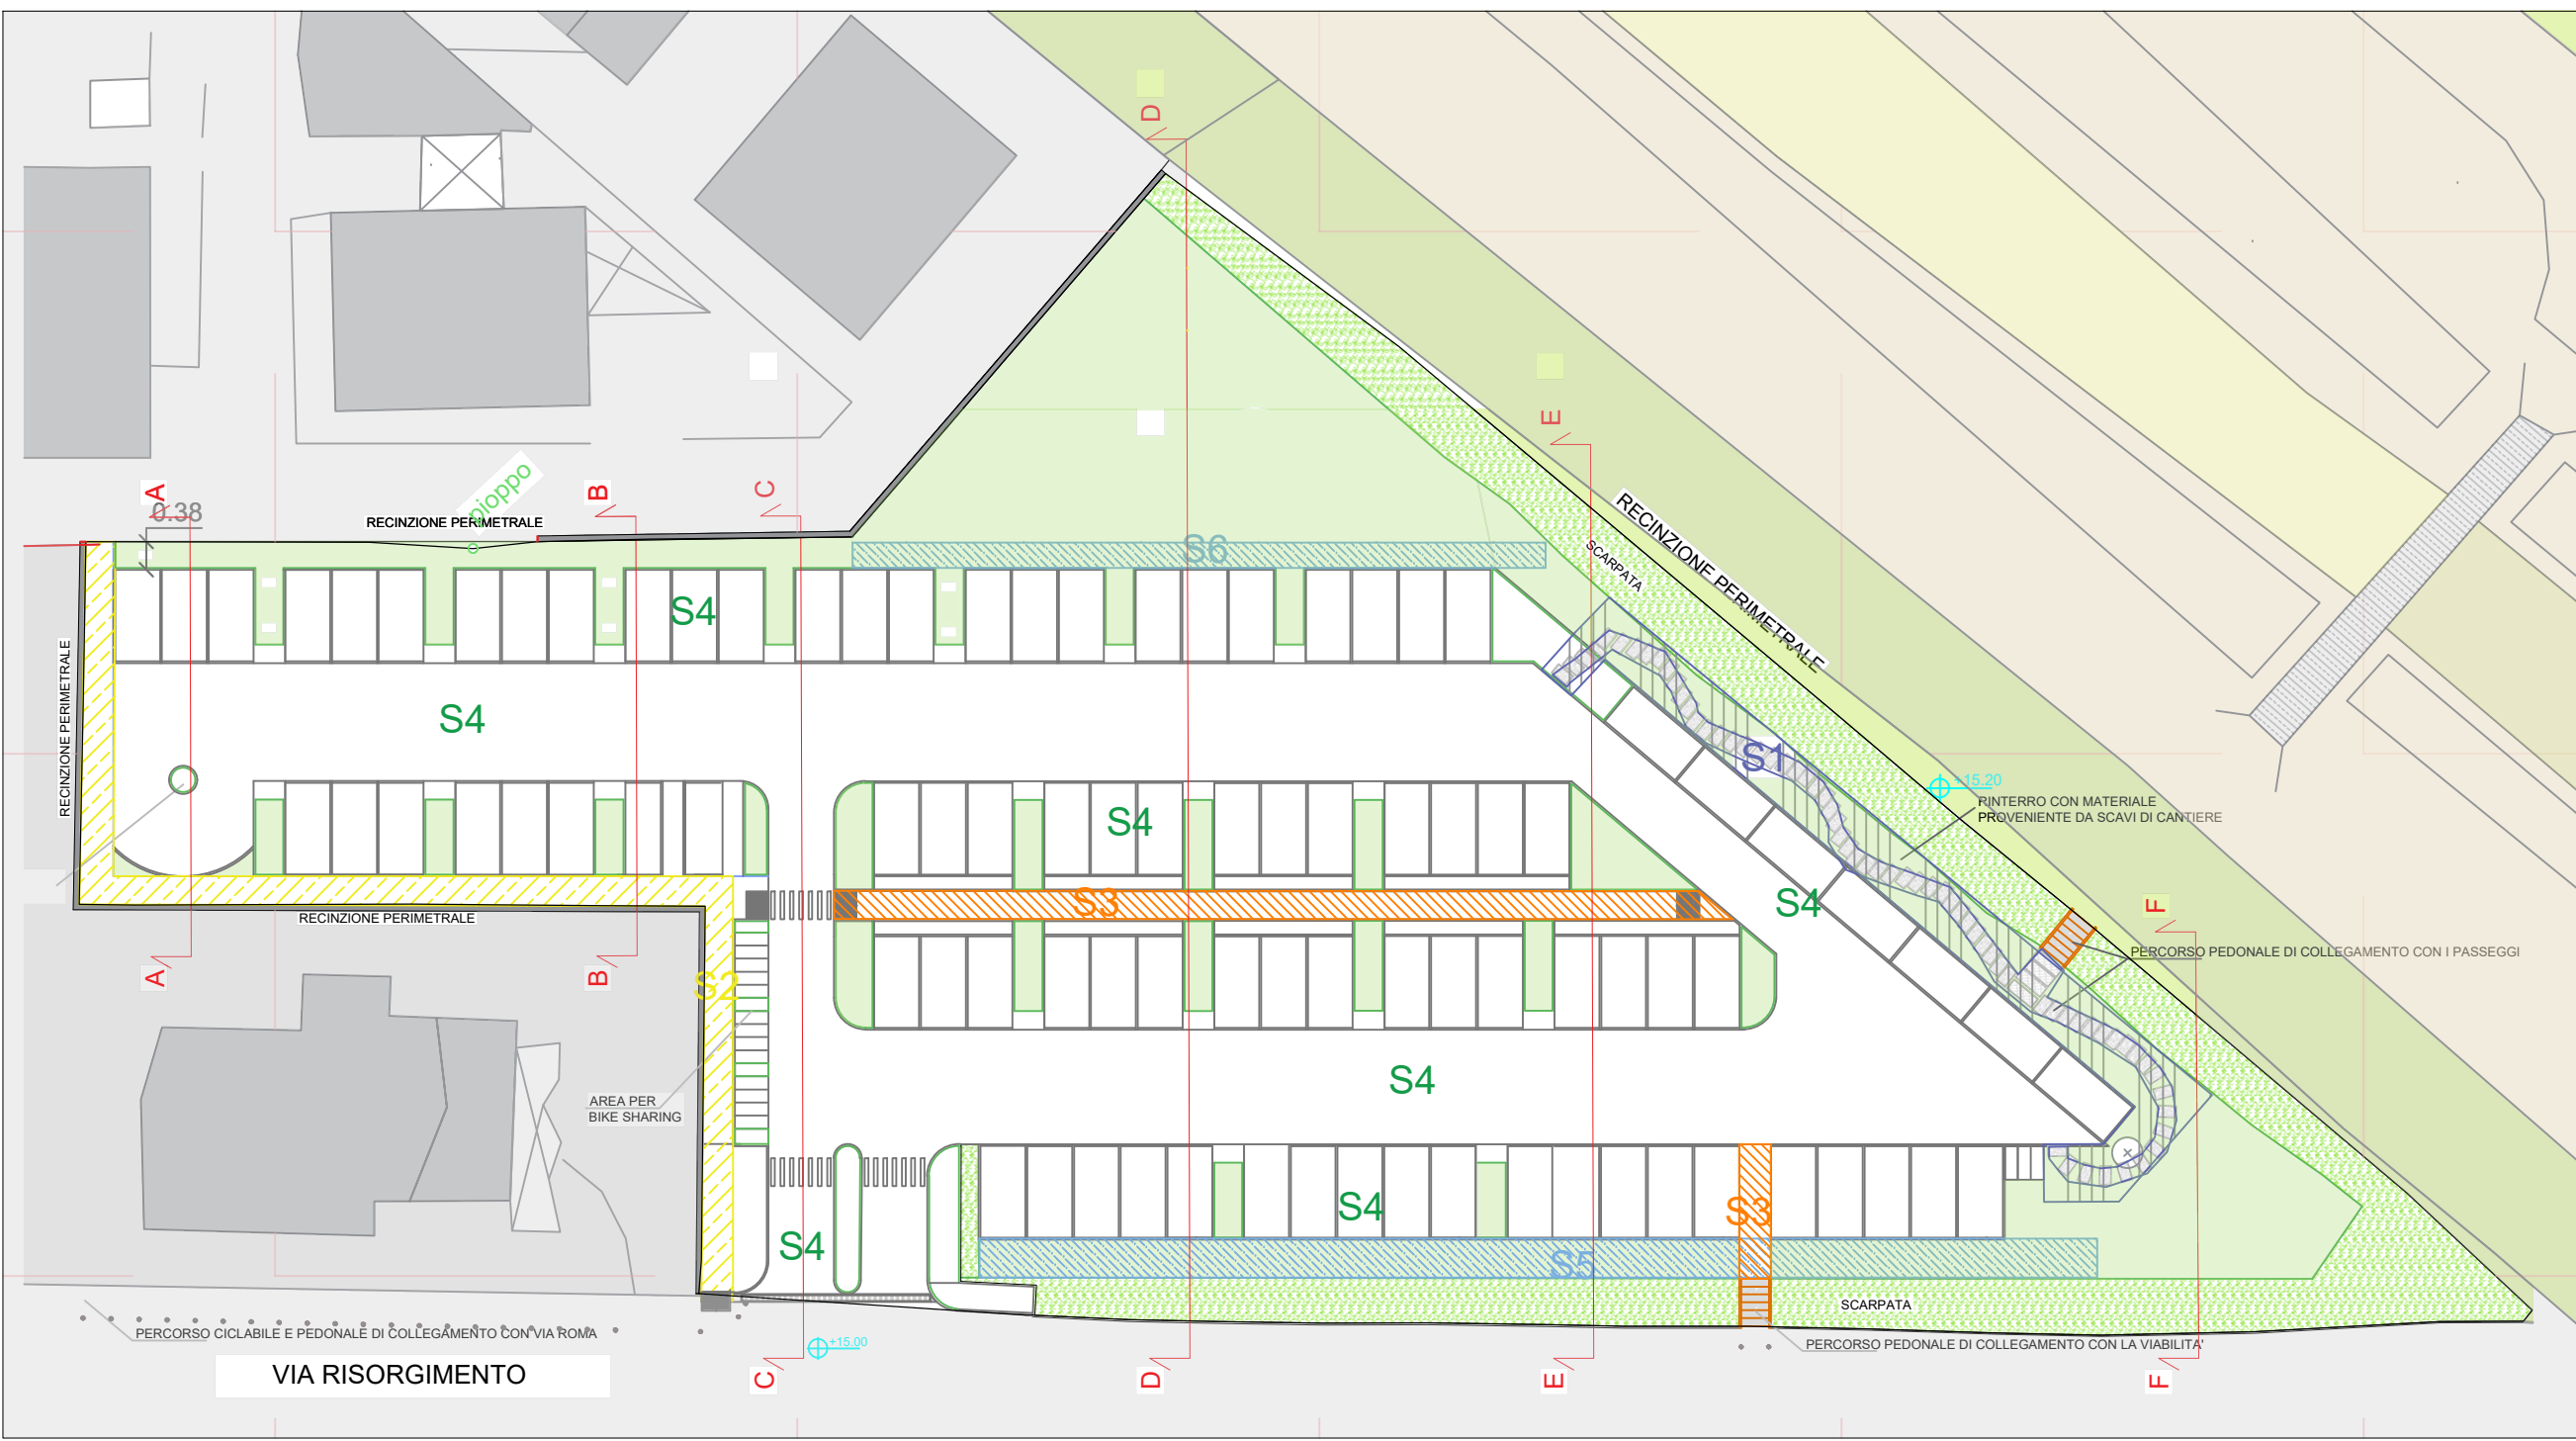 D
E
A
B
C
pioppo
0.38
RECINZIONE PERIMETRALE
RECINZIONE PERIMETRALE
SCARPATA
S6
S4
RECINZIONE PERIMETRALE
S4
S1
+15.20
RINTERRO CON MATERIALE
PROVENIENTE DA SCAVI DI CANTIERE
S4
S3
S4
F
RECINZIONE PERIMETRALE
PERCORSO PEDONALE DI COLLEGAMENTO CON I PASSEGGI
A
B
S2
S4
AREA PER
BIKE SHARING
S4
S3
S4
S5
SCARPATA
PERCORSO CICLABILE E PEDONALE DI COLLEGAMENTO CON VIA ROMA
+15.00
PERCORSO PEDONALE DI COLLEGAMENTO CON LA VIABILITA'
VIA RISORGIMENTO
C
D
E
F